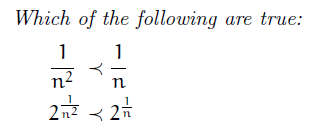 Which of the following are true:
1/n² ≺ 1/n
2^(1/n²) ≺ 2^(1/n)